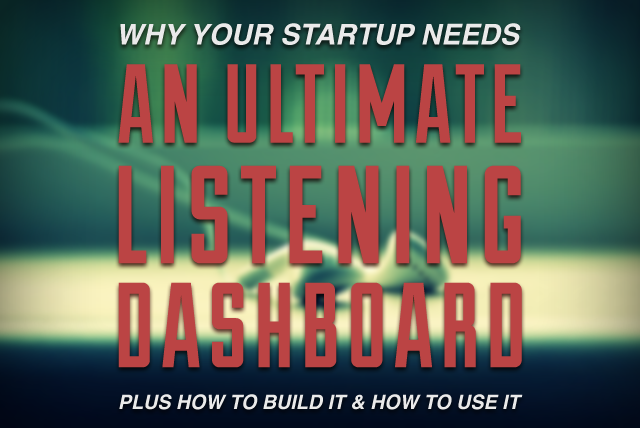 WHY YOUR STARTUP NEEDS
AN ULTIMATE
LISTENING
DASHBOARD
PLUS HOW TO BUILD IT & HOW TO USE IT